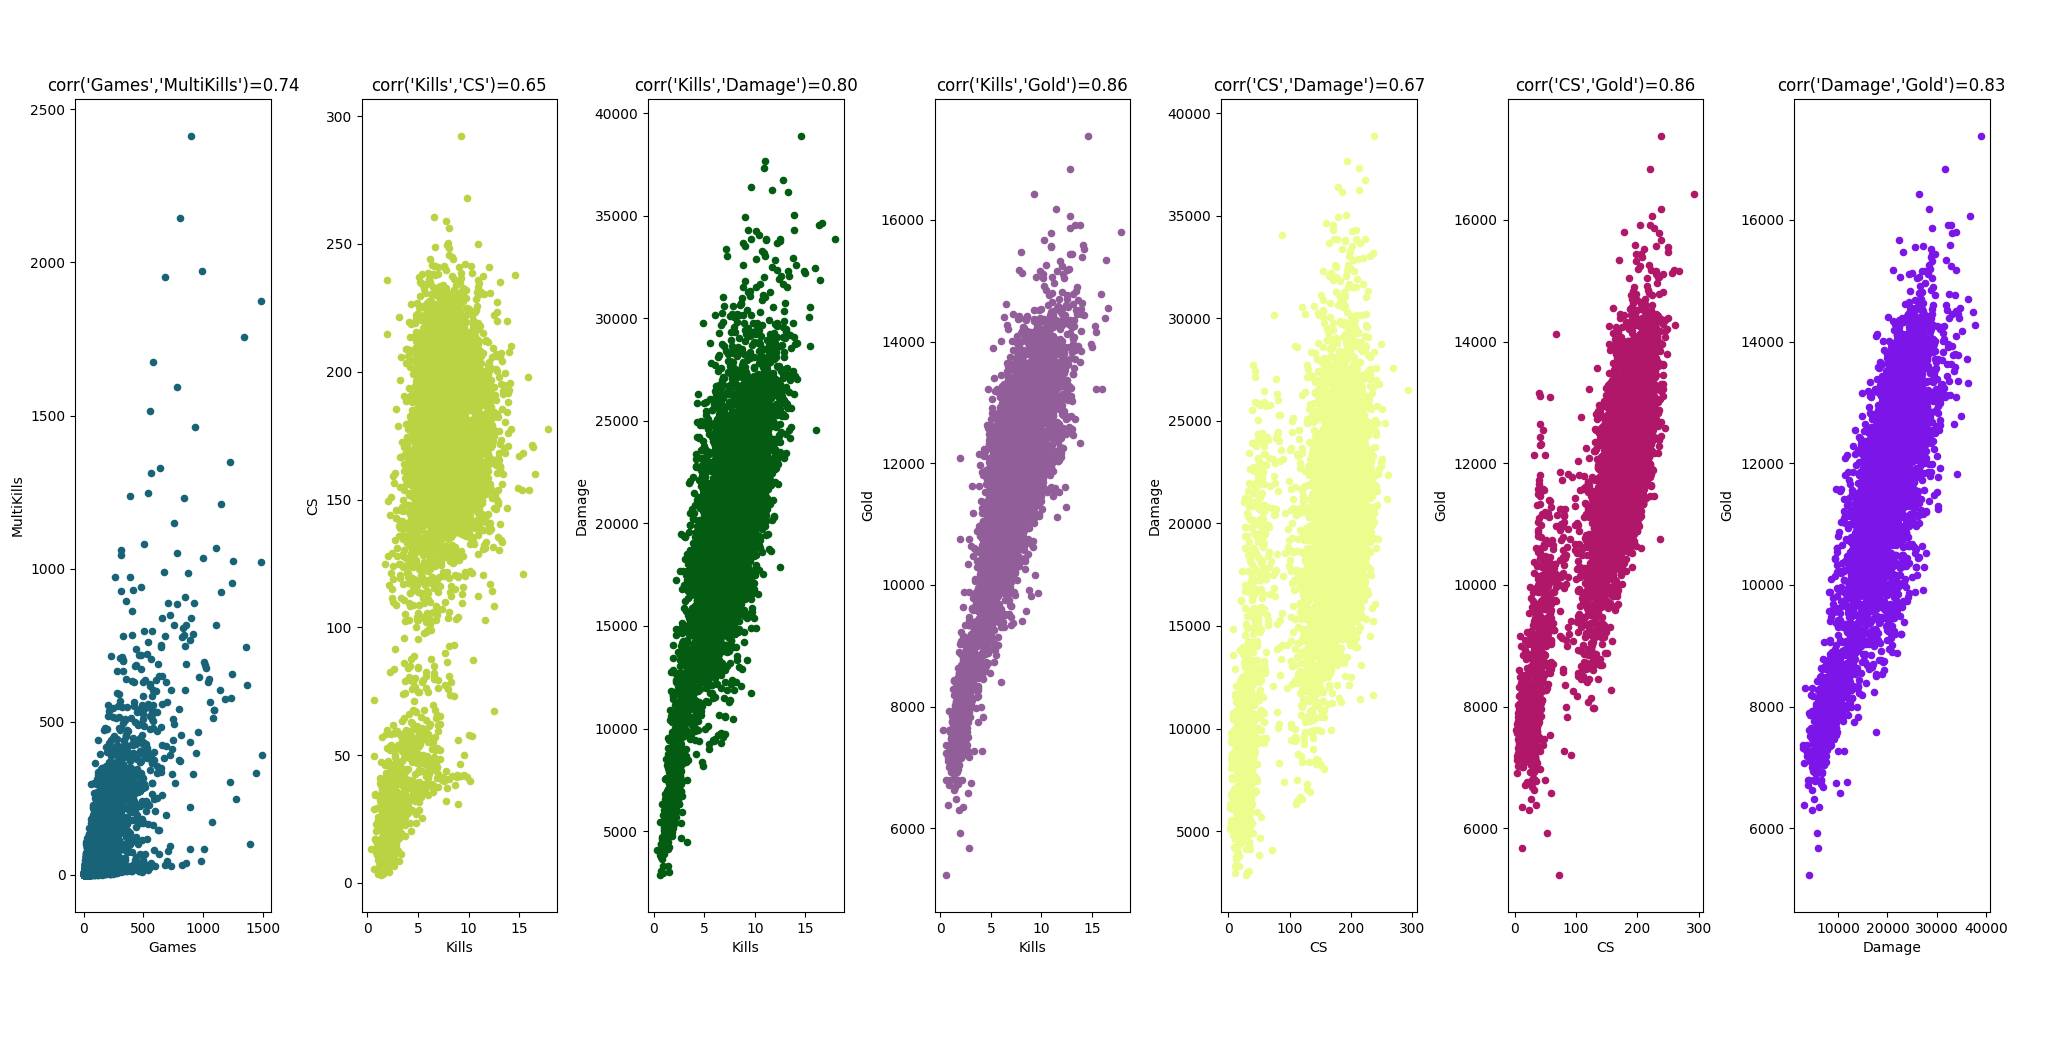 corr('Games','MultiKills')=0.74
2500
2000
1500
1000
500
0
MultiKills
0 500 1000 1500
Games
corr('Kills','CS')=0.65
300
250
200
150
100
50
0
CS
0 5 10 15
Kills
corr('Kills','Damage')=0.80
40000
35000
30000
25000
20000
15000
10000
5000
Damage
0 5 10 15
Kills
corr('Kills','Gold')=0.86
16000
14000
12000
10000
8000
6000
Gold
0 5 10 15
Kills
corr('CS','Damage')=0.67
40000
35000
30000
25000
20000
15000
10000
5000
Damage
0 100 200 300
CS
corr('CS','Gold')=0.86
16000
14000
12000
10000
8000
6000
Gold
0 100 200 300
CS
corr('Damage','Gold')=0.83
16000
14000
12000
10000
8000
6000
Gold
10000 20000 30000 40000
Damage